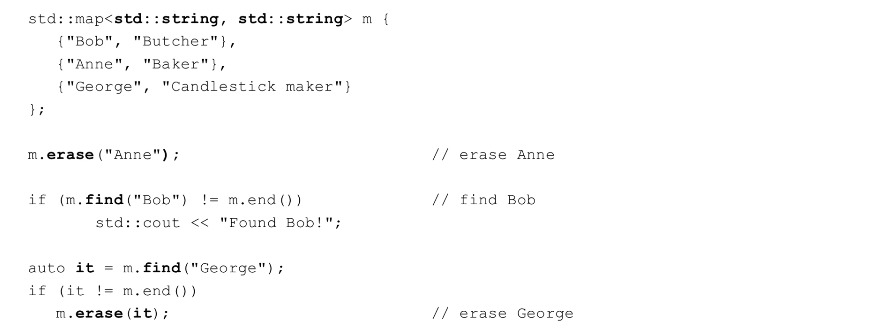 std::map<std::string, std::string> m {
   {"Bob", "Butcher"},
   {"Anne", "Baker"},
   {"George", "Candlestick maker"}
};
m.erase("Anne"); // erase Anne
if (m.find("Bob") != m.end()) // find Bob
       std::cout << "Found Bob!";
auto it = m.find("George");
if (it != m.end())
   m.erase(it); // erase George